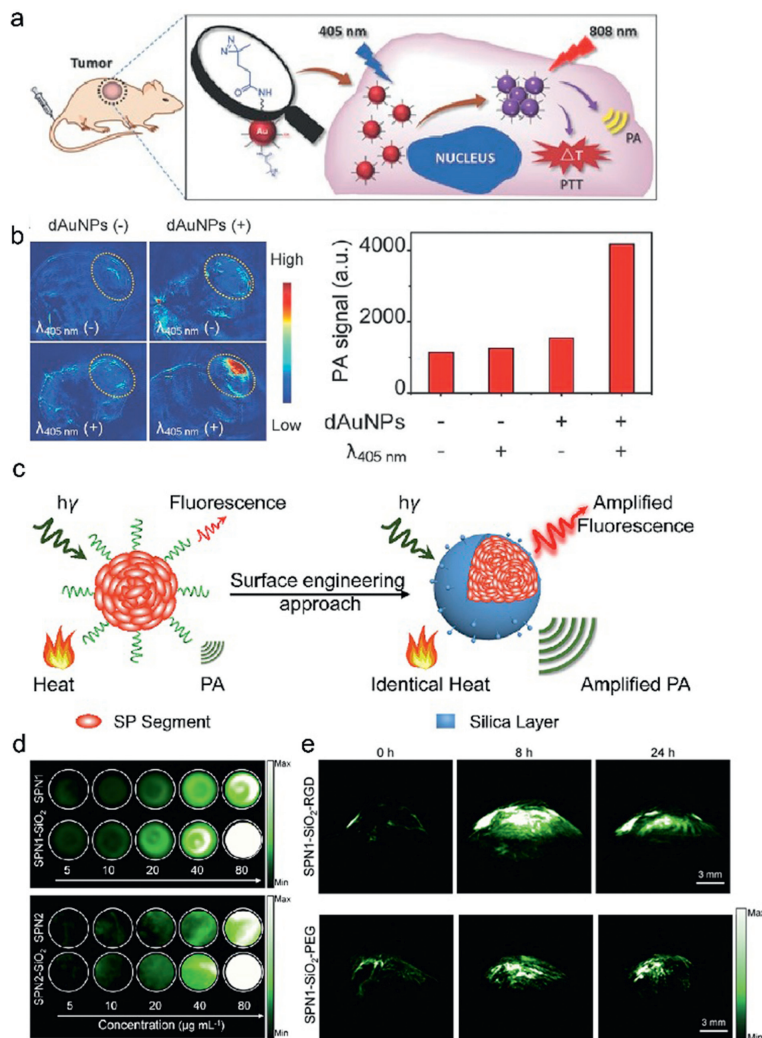 a
Tumor
405 nm
808 nm
N
N
O
NH
Au
NUCLEUS
ΔT
PTT
PA
b
dAuNPs (-) dAuNPs (+)
λ405 nm (-) λ405 nm (-)
λ405 nm (+) λ405 nm (+)
High
Low
PA signal (a.u.)
4000
2000
0
dAuNPs - - + +
λ405 nm - + - +
c
hγ
Fluorescence
Heat
PA
Surface engineering
approach
hγ
Amplified
Fluorescence
Identical Heat
Amplified PA
SP Segment
Silica Layer
d
SPN1
SPN1-SiO₂
5 10 20 40 80
Max
Min
SPN2
SPN2-SiO₂
5 10 20 40 80
Concentration (µg mL⁻¹)
Max
Min
e
0 h 8 h 24 h
SPN1-SiO₂-RGD
3 mm
SPN1-SiO₂-PEG
3 mm
Max
Min